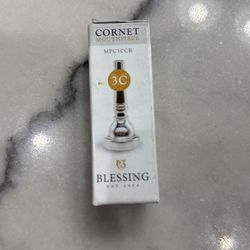 CORNET
MOUTHPIECE
MPC3CCR
3C
BLESSING
EST. 1906